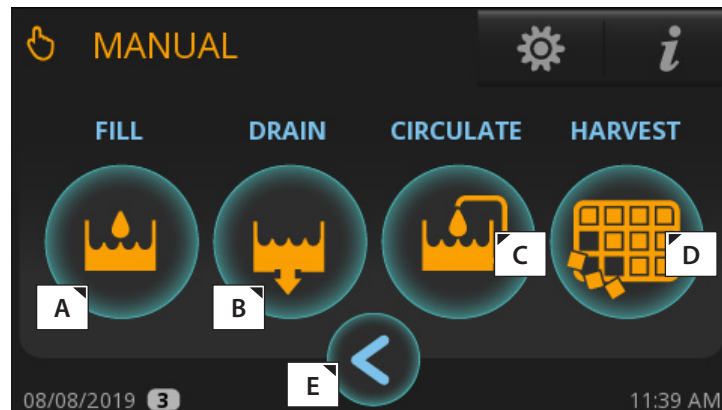 MANUAL i
FILL DRAIN CIRCULATE HARVEST
A B C D
E
08/08/2019 3 11:39 AM